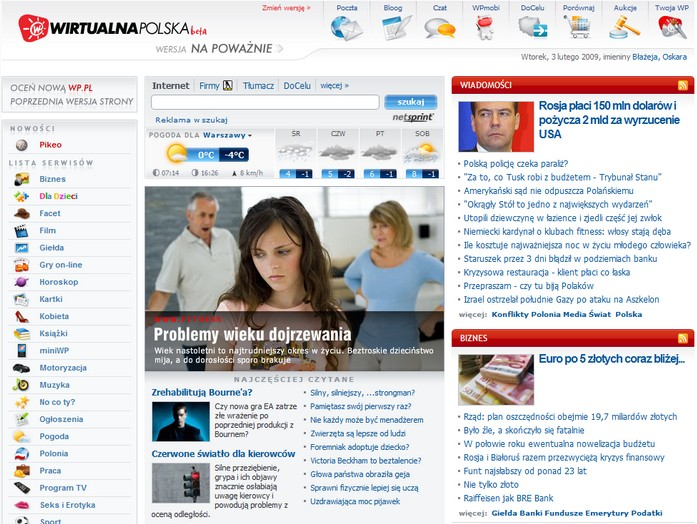 WIRTUALNAPOLSKA beta
WERSJA NA POWAŻNIE
Zmień wersję
Poczta
Bloog
Czat
WPmobi
DoCelu
Porównaj
Aukcje
Twoja WP
Wtorek, 3 lutego 2009, imieniny Błażeja, Oskara
OCEŃ NOWĄ WP.PL
POPRZEDNIA WERSJA STRONY
NOWOŚCI
Pikeo
LISTA SERWISÓW
Biznes
Dla Dzieci
Facet
Film
Giełda
Gry on-line
Horoskop
Kartki
Kobieta
Książki
miniWP
Motoryzacja
Muzyka
No co ty?
Ogłoszenia
Pogoda
Polonia
Praca
Program TV
Seks i Erotyka
Sport
Internet Firmy Tłumacz DoCelu więcej »
szukaj
Reklama w szukaj
netsprint
POGODA DLA Warszawy
0°C -4°C
07:14 16:26 8 km/h
ŚR CZW PT SOB
4 -1 5 -2 6 -1 8 -1
Problemy wieku dojrzewania
Wiek nastoletni to najtrudniejszy okres w życiu. Beztroskie dzieciństwo
mija, a do dorosłości sporo brakuje
NAJCZĘŚCIEJ CZYTANE
Zrehabilitują Bourne'a?
Czy nowa gra EA zatrze
złe wrażenie po
poprzedniej produkcji z
Bournem?
Czerwone światło dla kierowców
Silne przeziębienie,
grypa i ich objawy
znacznie osłabiają
uwagę kierowcy i
powodują problemy z
oceną odległości.
Silny, silniejszy, ...strongman?
Pamiętasz swój pierwszy raz?
Nie każdy może być menadżerem
Zwierzęta są lepsze od ludzi
Foremniak adoptuje dziecko?
Victoria Beckham to beztalencie?
Głowa państwa obraziła geja
Sprawni fizycznie lepiej się uczą
Uzdrawiająca moc pijawek
WIADOMOŚCI
Rosja płaci 150 mln dolarów i
pożycza 2 mld za wyrzucenie
USA
Polską policję czeka paraliż?
"Za to, co Tusk robi z budżetem - Trybunał Stanu"
Amerykański sąd nie odpuszcza Polańskiemu
"Okrągły Stół to jedno z największych wydarzeń"
Utopili dziewczynę w łazience i zjedli część jej zwłok
Niemiecki kardynał o klubach fitness: włosy stają dęba
Ile kosztuje najważniejsza noc w życiu młodego człowieka?
Staruszek przez 3 dni błądził w podziemiach banku
Kryzysowa restauracja - klient płaci co łaska
Przepraszam - czy tu biją Polaków
Izrael ostrzelał południe Gazy po ataku na Aszkelon
więcej: Konflikty Polonia Media Świat Polska
BIZNES
Euro po 5 złotych coraz bliżej...
Rząd: plan oszczędności obejmie 19,7 miliardów złotych
Było źle, a skończyło się fatalnie
W połowie roku ewentualna nowelizacja budżetu
Rosja i Białoruś razem przezwyciężą kryzys finansowy
Funt najsłabszy od ponad 23 lat
Nie tylko złoto
Raiffeisen jak BRE Bank
więcej: Giełda Banki Fundusze Emerytury Podatki